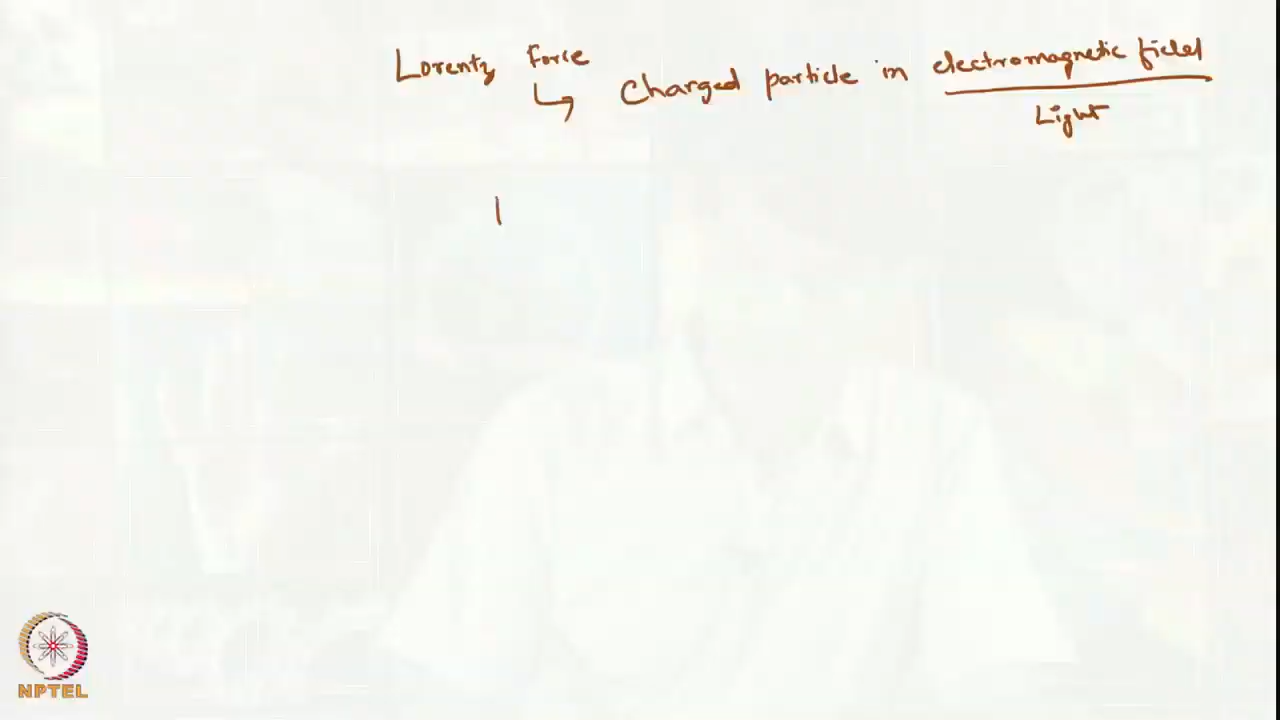 Lorentz force
↳ Charged particle in electromagnetic field
Light
NPTEL